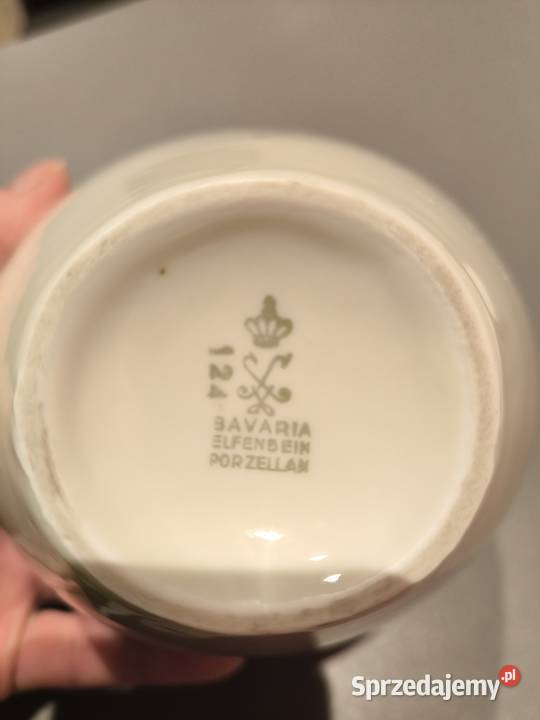 124
BAVARIA
ELFENBEIN
PORZELLAN
Sprzedajemy.pl